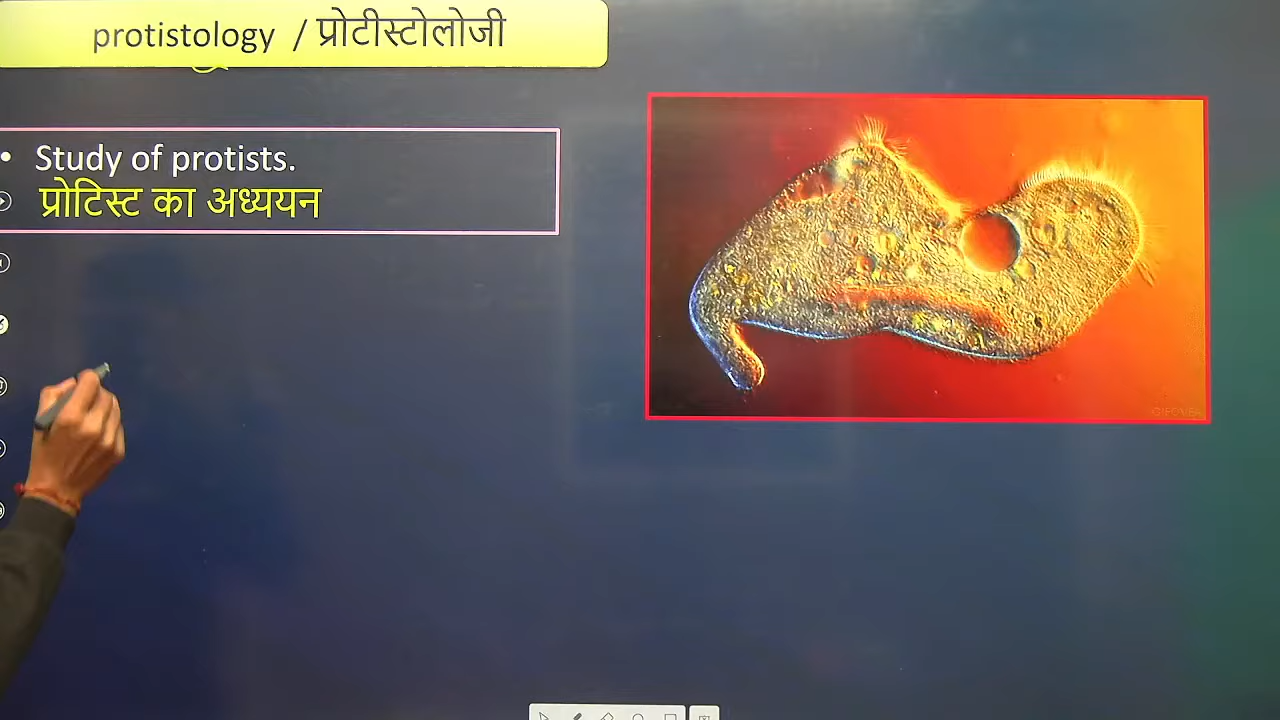 protistology / प्रोटीस्टोलोजी
• Study of protists.
प्रोटिस्ट का अध्ययन